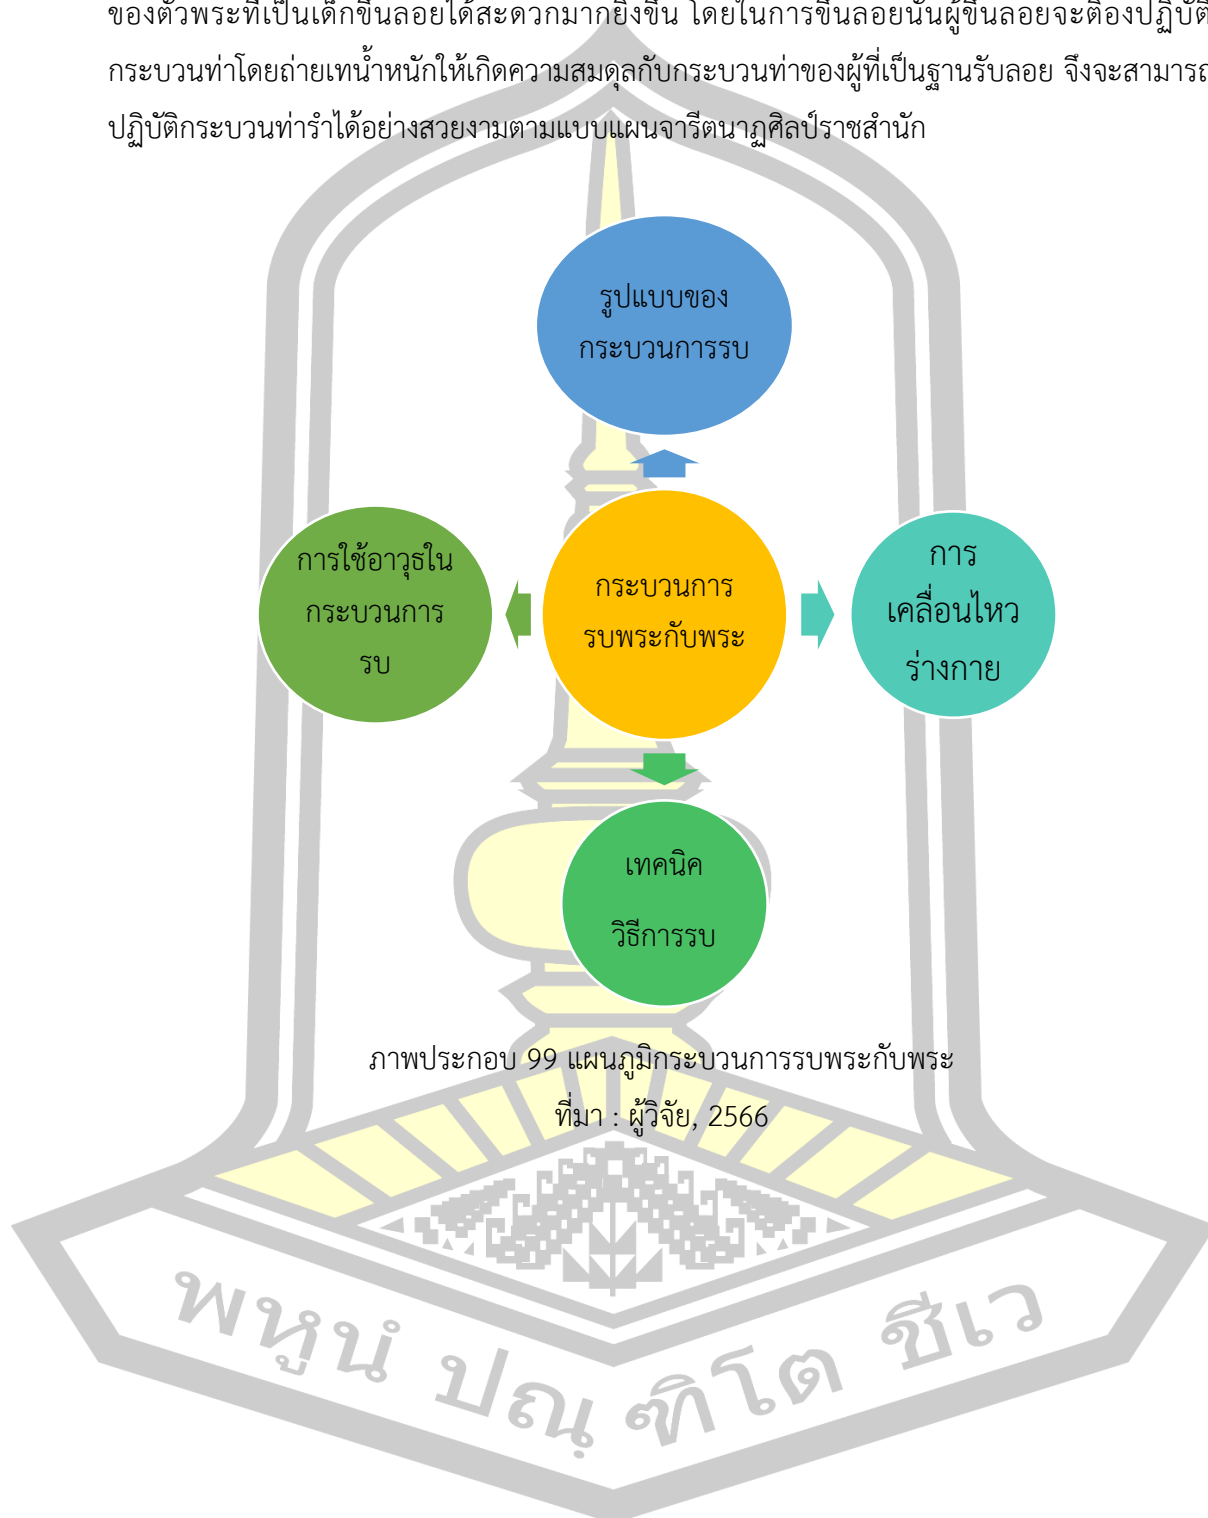 ของตัวพระที่เป็นเด็กขึ้นลอยได้สะดวกมากยิ่งขึ้น โดยในการขึ้นลอยนั้นผู้ขึ้นลอยจะต้องปฏิบัติ
กระบวนท่าโดยถ่ายเทน้ำหนักให้เกิดความสมดุลกับกระบวนท่าของผู้ที่เป็นฐานรับลอย จึงจะสามารถ
ปฏิบัติกระบวนท่ารำได้อย่างสวยงามตามแบบแผนจารีตนาฏศิลป์ราชสำนัก
รูปแบบของ
กระบวนการรบ
การใช้อาวุธใน
กระบวนการ
รบ
กระบวนการ
รบพระกับพระ
การ
เคลื่อนไหว
ร่างกาย
เทคนิค
วิธีการรบ
ภาพประกอบ 99 แผนภูมิกระบวนการรบพระกับพระ
ที่มา : ผู้วิจัย, 2566
พหูนํ ปณฺฑิโต ชีเว